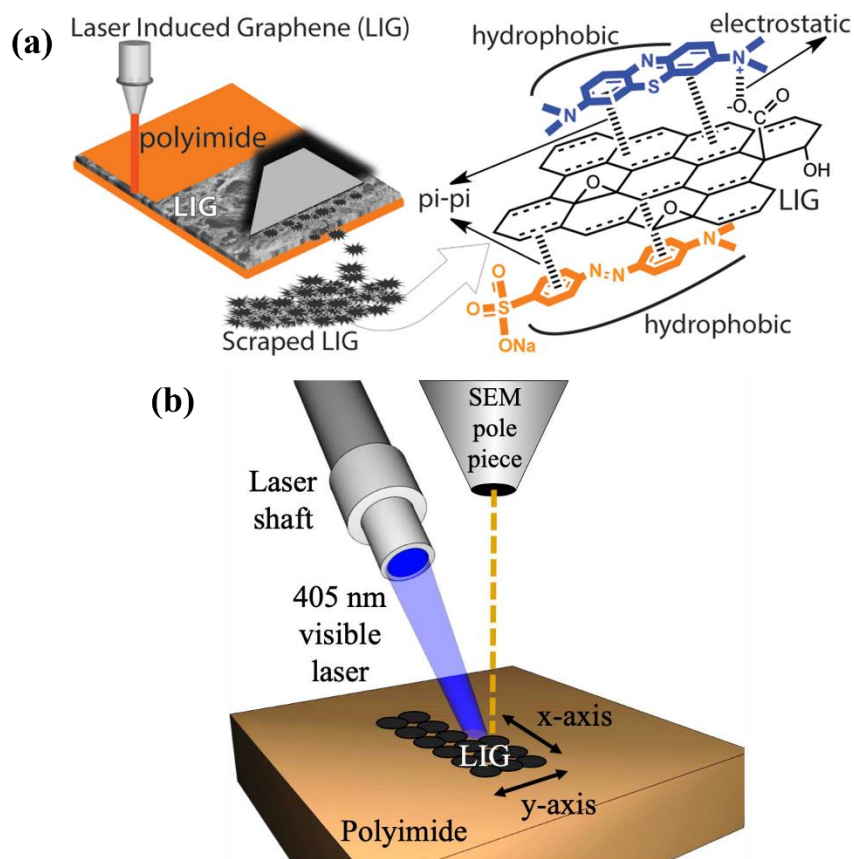 (a)
Laser Induced Graphene (LIG)
polyimide
LIG
Scraped LIG
hydrophobic
electrostatic
N
S
N
N
+
-O
O
C
OH
O
O
LIG
pi-pi
N
N
N
O
O
S
ONa
hydrophobic
(b)
SEM
pole
piece
Laser
shaft
405 nm
visible
laser
x-axis
LIG
y-axis
Polyimide